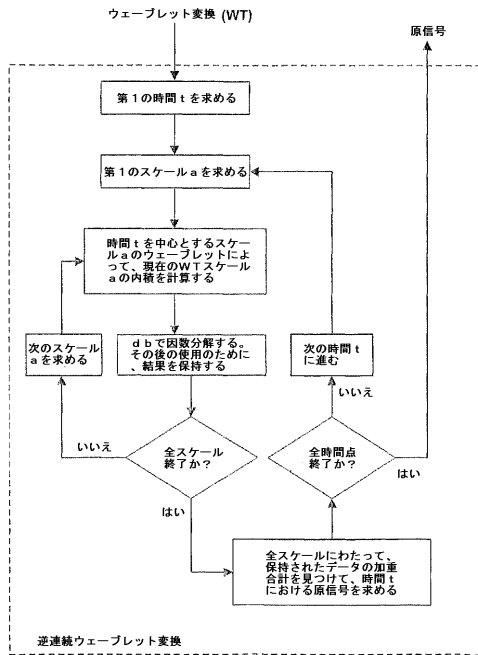 ウェーブレット変換 (WT)
原信号
第１の時間ｔを求める
第１のスケールａを求める
時間ｔを中心とするスケー
ルａのウェーブレットによ
って、現在のＷＴスケール
ａの内積を計算する
次のスケール
ａを求める
ｄｂで因数分解する。
その後の使用のために
、結果を保持する
次の時間ｔ
に進む
いいえ
いいえ
全スケール
終了か？
全時間点
終了か？
はい
はい
全スケールにわたって、
保持されたデータの加重
合計を見つけて、時間ｔ
における原信号を求める
逆連続ウェーブレット変換